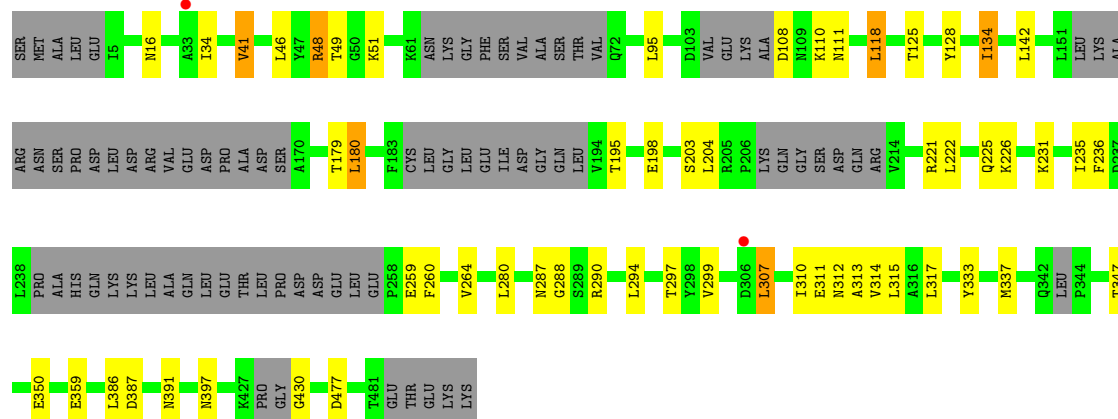 SER MET ALA LEU GLU I5 N16 A33 I34 V41 L46 Y47 R48 T49 G50 K51 K61 ASN LYS GLY PHE SER VAL ALA SER THR VAL Q72 L95 D103 VAL GLU LYS ALA D108 N109 K110 N111 L118 T125 Y128 I134 L142 L151 LEU LYS ALA
ARG ASN SER PRO ASP LEU ASP ARG VAL GLU ASP PRO ALA ASP SER A170 T179 L180 F183 CYS LEU GLY LEU GLU ILE ASP GLY GLN LEU V194 T195 E198 S203 L204 R205 P206 LYS GLN GLY SER ASP GLN ARG V214 R221 L222 Q225 K226 K231 I235 F236 D237
L238 PRO ALA HIS GLN LYS LYS LEU ALA GLN LEU GLU GLU THR LEU PRO ASP ASP GLU LEU GLU P258 E259 F260 V264 L280 N287 G288 S289 R290 L294 T297 Y298 V299 D306 L307 I310 E311 N312 A313 V314 L315 A316 L317 Y333 M337 Q342 LEU P344 T347
E350 E359 L386 D387 N391 N397 K427 PRO GLY G430 D477 T481 GLU THR GLU LYS LYS